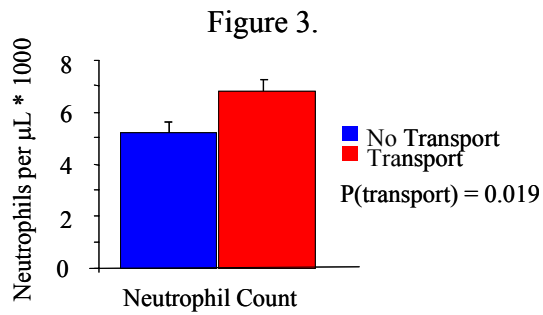 Figure 3.
Neutrophils per µL * 1000
8
6
4
2
0
No Transport
Transport
P(transport) = 0.019
Neutrophil Count